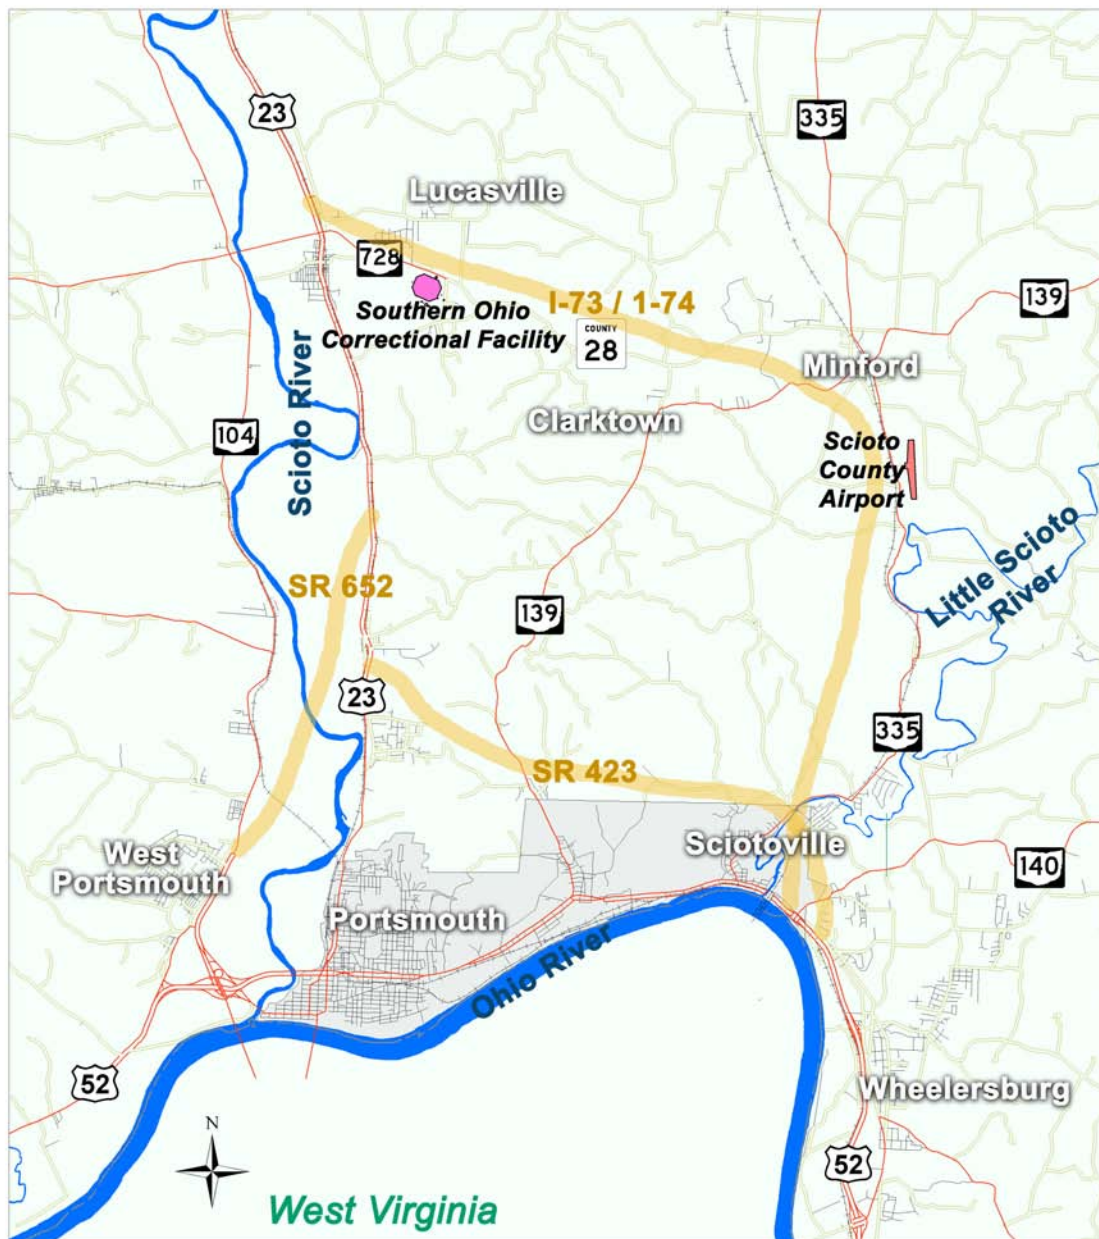 23
335
Lucasville
728
139
I-73 / 1-74
Southern Ohio
Correctional Facility
COUNTY
28
Minford
Scioto River
104
Clarktown
Scioto
County
Airport
Little Scioto
River
SR 652
139
23
335
SR 423
West
Portsmouth
Sciotoville
140
Portsmouth
Ohio River
52
Wheelersburg
N
52
West Virginia